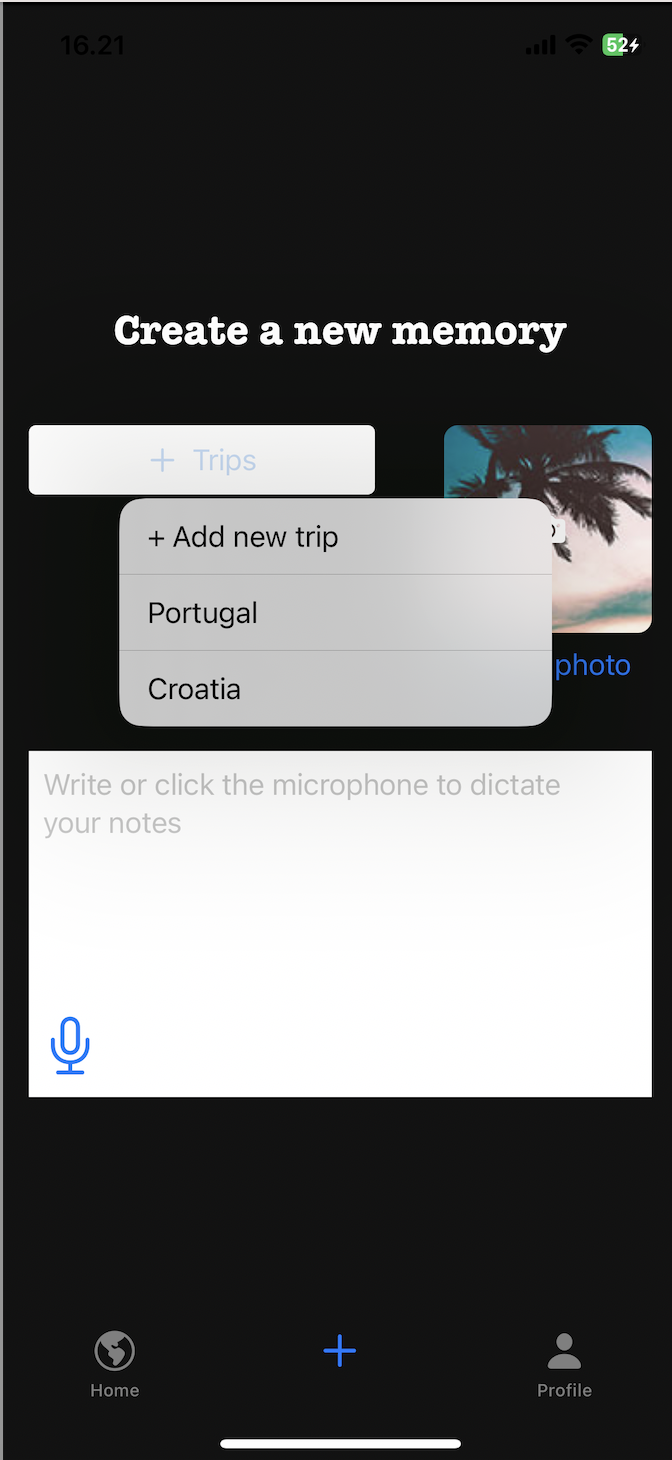 16.21
52
Create a new memory
+ Trips
+ Add new trip
Portugal
Croatia
photo
Write or click the microphone to dictate
your notes
Home
Profile